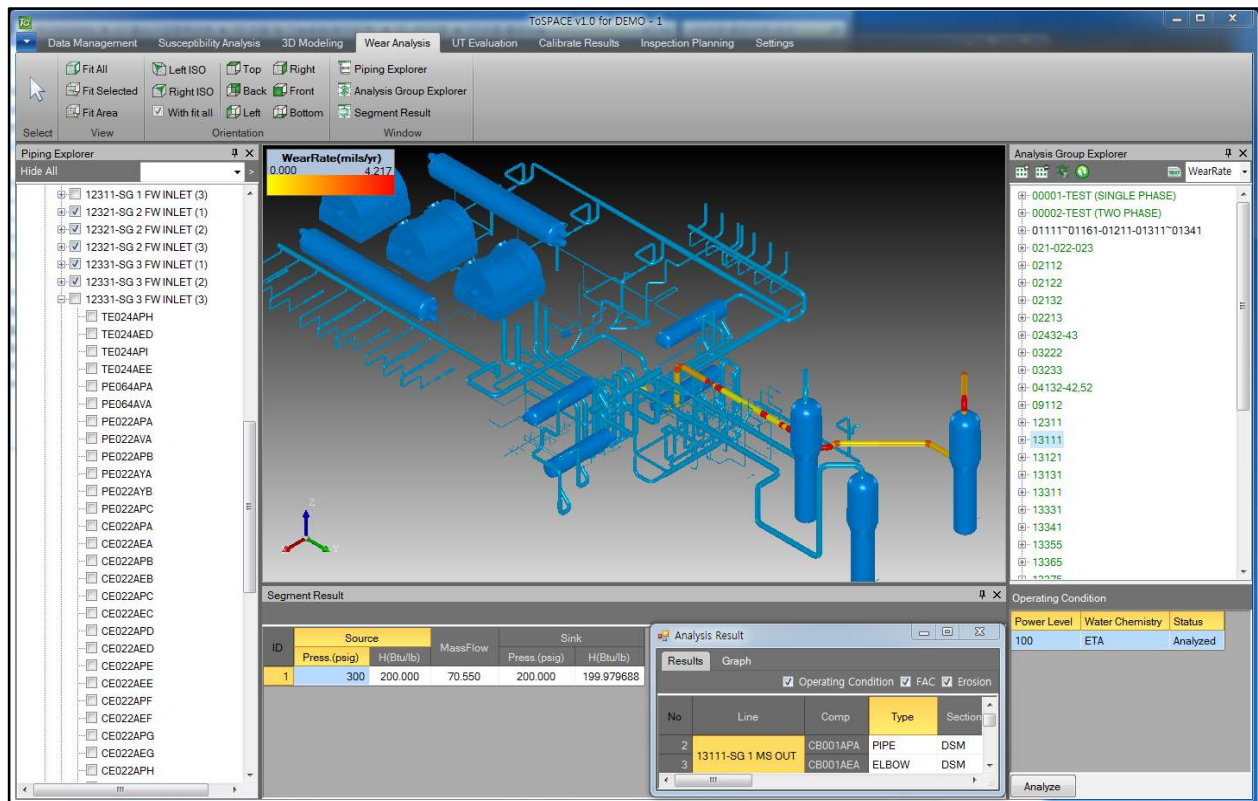 ToSPACE v1.0 for DEMO - 1
Data Management Susceptibility Analysis 3D Modeling Wear Analysis UT Evaluation Calibrate Results Inspection Planning Settings
Fit All Left ISO Top Right Piping Explorer
Fit Selected Right ISO Back Front Analysis Group Explorer
Fit Area With fit all Left Bottom Segment Result
Select View Orientation Window
Piping Explorer
Hide All
12311-SG 1 FW INLET (3)
12321-SG 2 FW INLET (1)
12321-SG 2 FW INLET (2)
12321-SG 2 FW INLET (3)
12331-SG 3 FW INLET (1)
12331-SG 3 FW INLET (2)
12331-SG 3 FW INLET (3)
TE024APH
TE024AED
TE024API
TE024AEE
PE064APA
PE064AVA
PE022APA
PE022AVA
PE022APB
PE022AYA
PE022AYB
PE022APC
CE022APA
CE022AEA
CE022APB
CE022AEB
CE022APC
CE022AEC
CE022APD
CE022AED
CE022APE
CE022AEE
CE022APF
CE022AEF
CE022APG
CE022AEG
CE022APH
WearRate(mils/yr)
0.000 4.217
Z
Segment Result
ID Source MassFlow Sink
Press.(psig) H(Btu/lb) Press.(psig) H(Btu/lb)
1 300 200.000 70.550 200.000 199.979688
Analysis Result
Results Graph
Operating Condition FAC Erosion
No Line Comp Type Section
2 13111-SG 1 MS OUT CB001APA PIPE DSM
3 CB001AEA ELBOW DSM
Analysis Group Explorer
WearRate
00001-TEST (SINGLE PHASE)
00002-TEST (TWO PHASE)
01111~01161-01211-01311~01341
021-022-023
02112
02122
02132
02213
02432-43
03222
03233
04132-42,52
09112
12311
13111
13121
13131
13311
13331
13341
13355
13365
Operating Condition
Power Level Water Chemistry Status
100 ETA Analyzed
Analyze